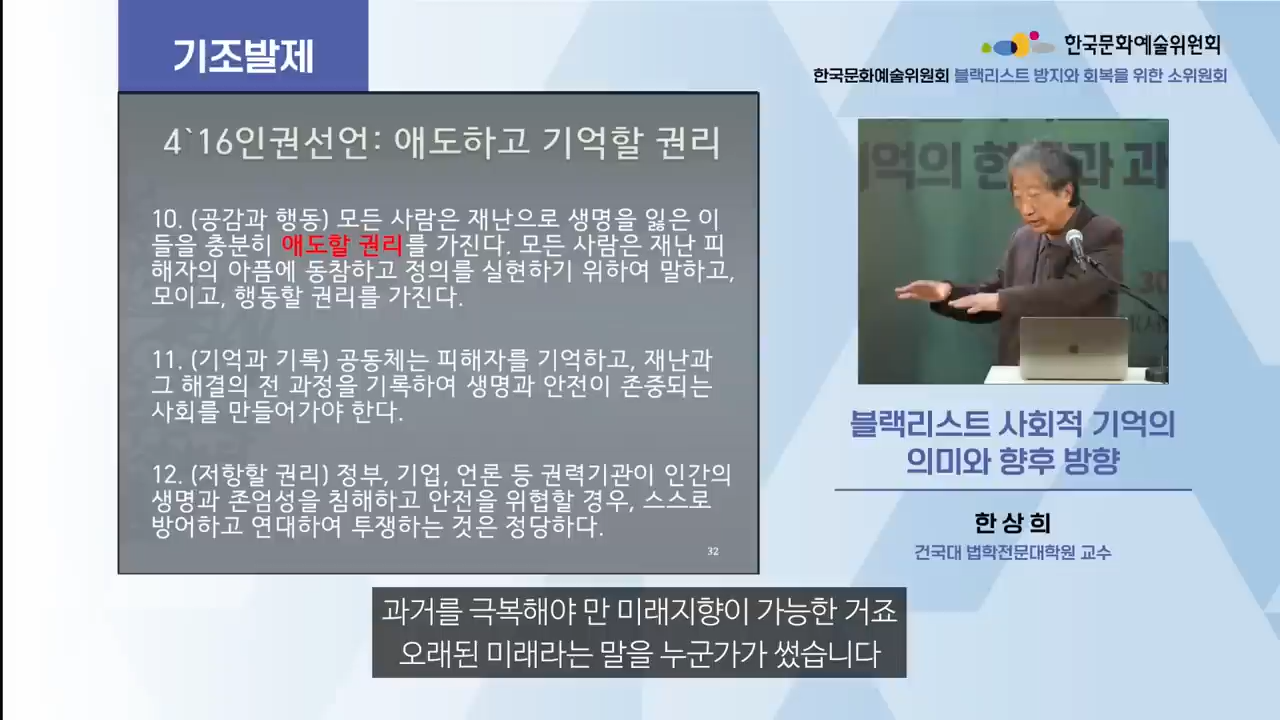 기조발제
한국문화예술위원회
한국문화예술위원회 블랙리스트 방지와 회복을 위한 소위원회
4`16인권선언: 애도하고 기억할 권리
10. (공감과 행동) 모든 사람은 재난으로 생명을 잃은 이
들을 충분히 애도할 권리를 가진다. 모든 사람은 재난 피
해자의 아픔에 동참하고 정의를 실현하기 위하여 말하고,
모이고, 행동할 권리를 가진다.
11. (기억과 기록) 공동체는 피해자를 기억하고, 재난과
그 해결의 전 과정을 기록하여 생명과 안전이 존중되는
사회를 만들어가야 한다.
12. (저항할 권리) 정부, 기업, 언론 등 권력기관이 인간의
생명과 존엄성을 침해하고 안전을 위협할 경우, 스스로
방어하고 연대하여 투쟁하는 것은 정당하다.
32
블랙리스트 사회적 기억의
의미와 향후 방향
한상희
건국대 법학전문대학원 교수
과거를 극복해야 만 미래지향이 가능한 거죠
오래된 미래라는 말을 누군가가 썼습니다